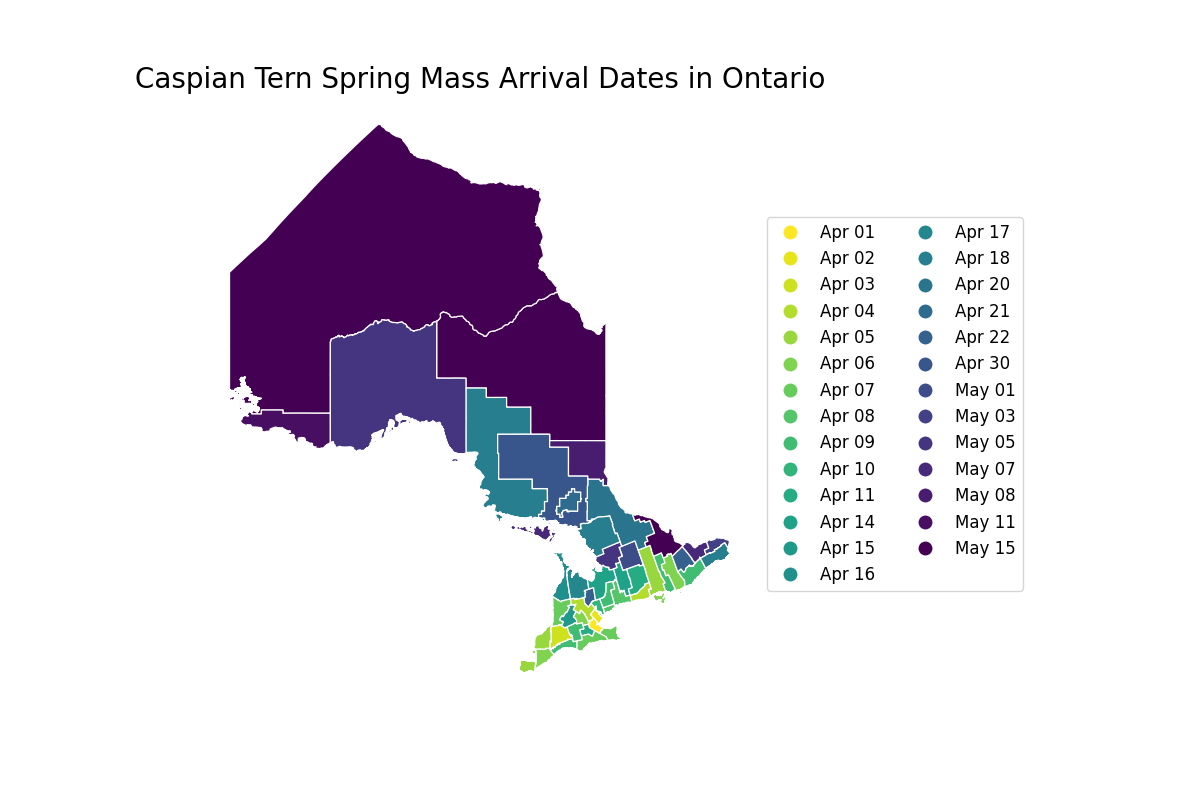 Caspian Tern Spring Mass Arrival Dates in Ontario
Apr 01
Apr 02
Apr 03
Apr 04
Apr 05
Apr 06
Apr 07
Apr 08
Apr 09
Apr 10
Apr 11
Apr 14
Apr 15
Apr 16
Apr 17
Apr 18
Apr 20
Apr 21
Apr 22
Apr 30
May 01
May 03
May 05
May 07
May 08
May 11
May 15